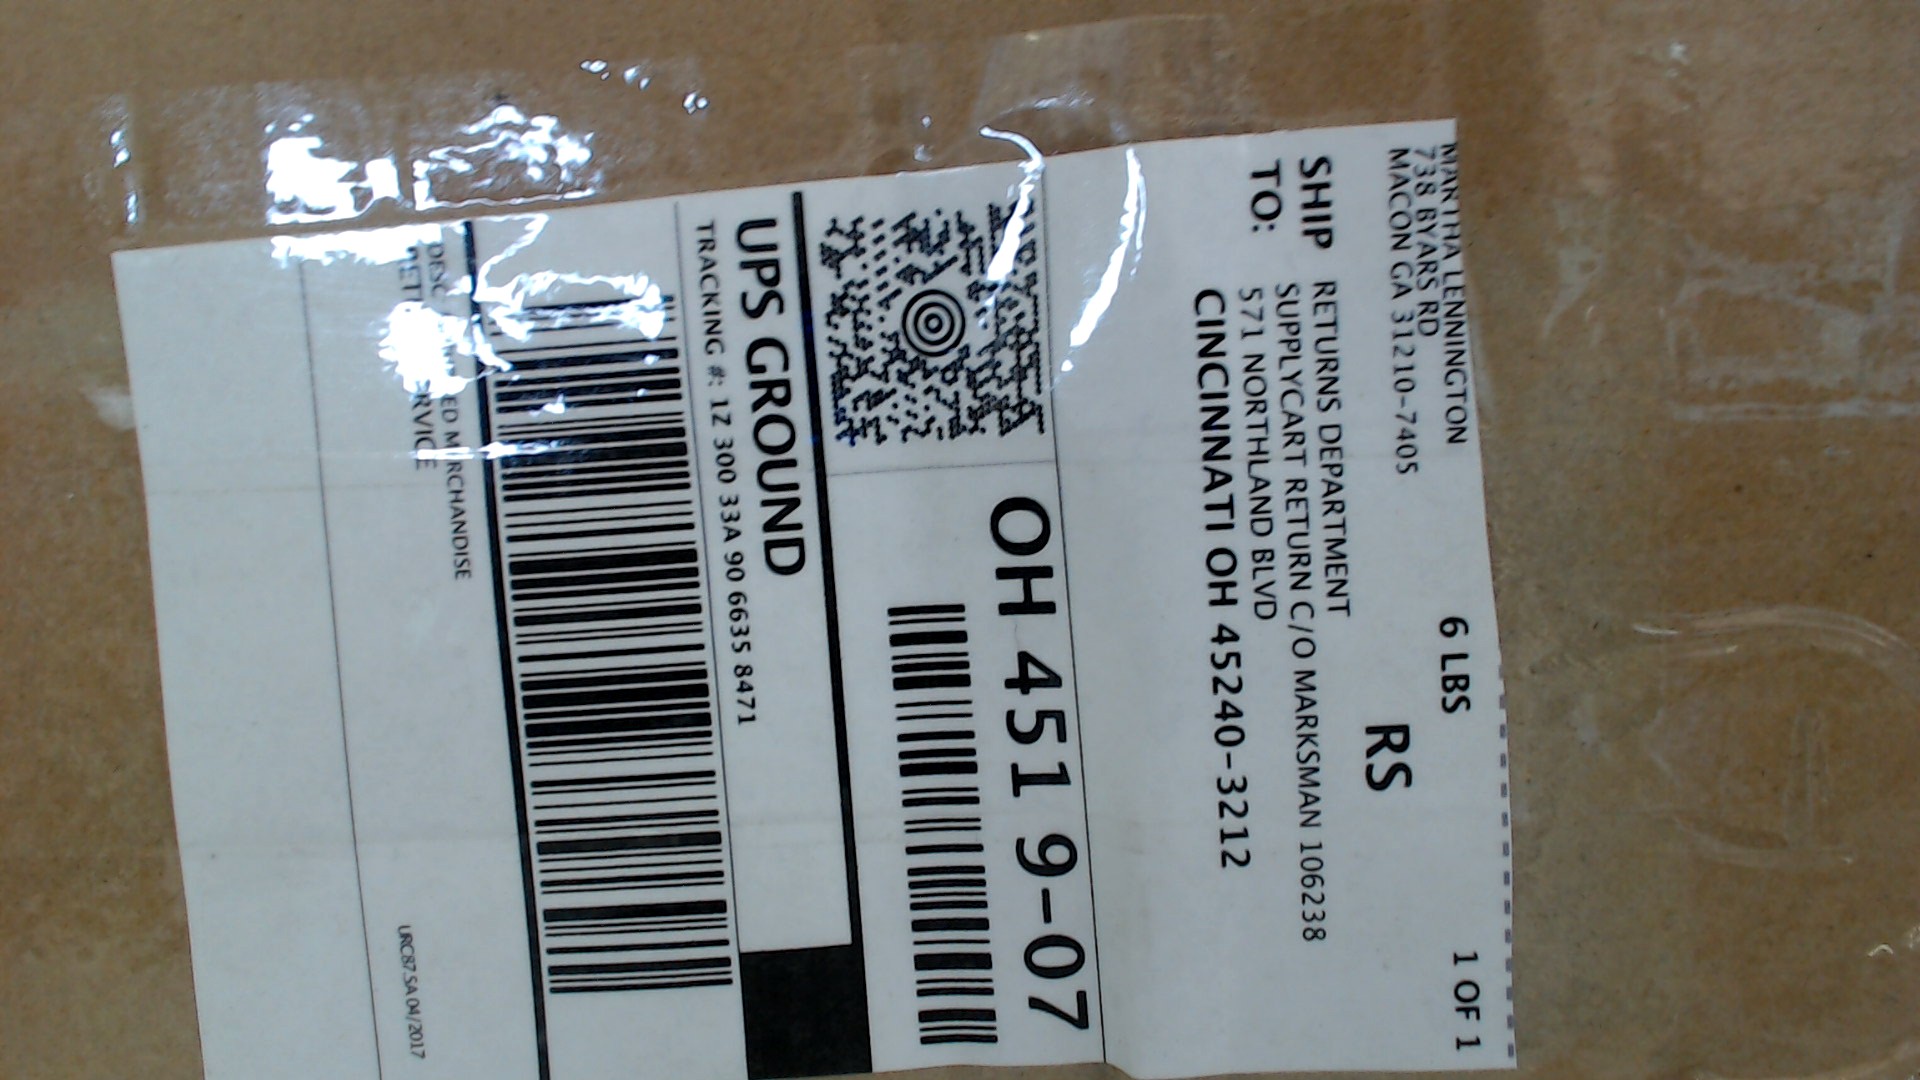 MARTHA LENNINGTON
738 BYARS RD
MACON GA 31210-7405
6 LBS
1 OF 1
RS
SHIP
TO:
RETURNS DEPARTMENT
SUPPLYCART RETURN C/O MARKSMAN 106238
571 NORTHLAND BLVD
CINCINNATI OH 45240-3212
OH 451 9-07
UPS GROUND
TRACKING #: 1Z 300 33A 90 6635 8471
URC87.5A 04/2017